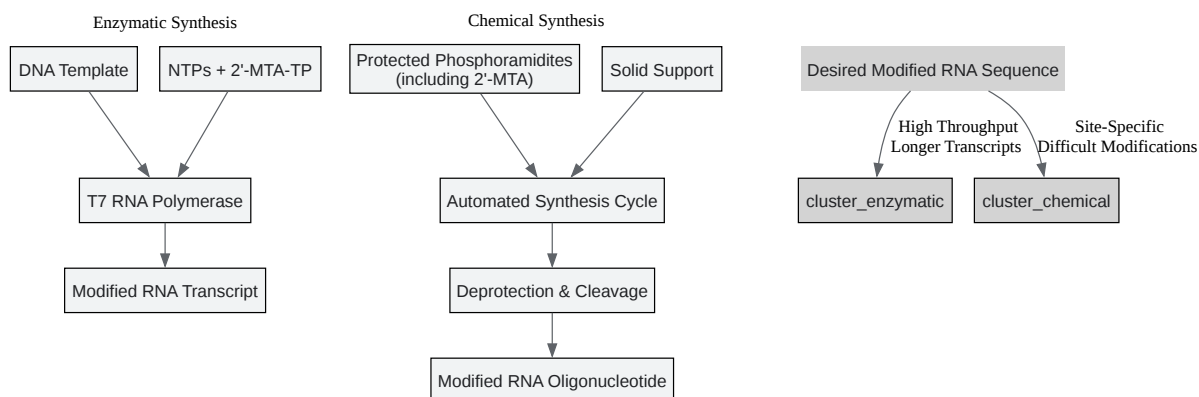 Enzymatic Synthesis
DNA Template
NTPs + 2'-MTA-TP
T7 RNA Polymerase
Modified RNA Transcript
Chemical Synthesis
Protected Phosphoramidites
(including 2'-MTA)
Solid Support
Automated Synthesis Cycle
Deprotection & Cleavage
Modified RNA Oligonucleotide
Desired Modified RNA Sequence
High Throughput
Longer Transcripts
Site-Specific
Difficult Modifications
cluster_enzymatic
cluster_chemical